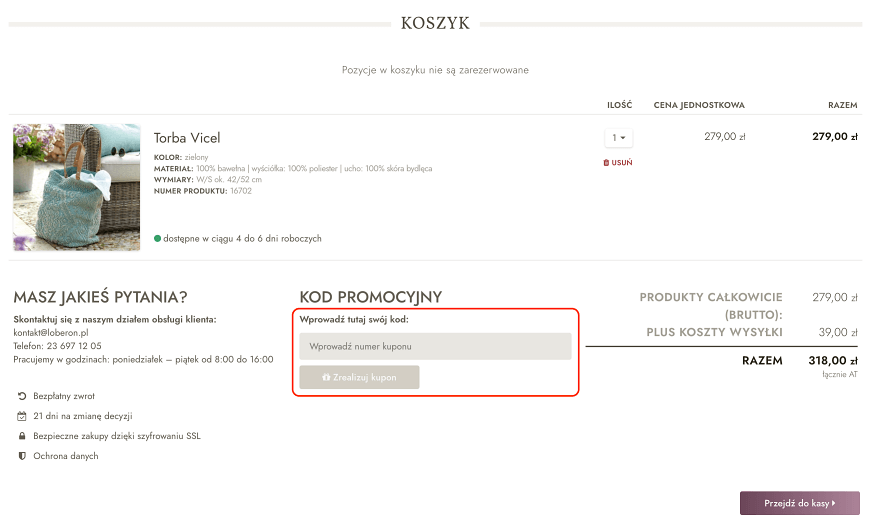 KOSZYK
Pozycje w koszyku nie są zarezerwowane
ILOŚĆ CENA JEDNOSTKOWA RAZEM
Torba Vicel
1 279,00 zł 279,00 zł
KOLOR: zielony
USUŃ
MATERIAŁ: 100% bawełna | wyściółka: 100% poliester | ucho: 100% skóra bydlęca
WYMIARY: W/S ok. 42/52 cm
NUMER PRODUKTU: 16702
dostępne w ciągu 4 do 6 dni roboczych
MASZ JAKIEŚ PYTANIA?
Skontaktuj się z naszym działem obsługi klienta:
kontakt@loberon.pl
Telefon: 23 697 12 05
Pracujemy w godzinach: poniedziałek – piątek od 8:00 do 16:00
Bezpłatny zwrot
21 dni na zmianę decyzji
Bezpieczne zakupy dzięki szyfrowaniu SSL
Ochrona danych
KOD PROMOCYJNY
Wprowadź tutaj swój kod:
Wprowadź numer kuponu
Zrealizuj kupon
PRODUKTY CAŁKOWICIE 279,00 zł
(BRUTTO):
PLUS KOSZTY WYSYŁKI 39,00 zł
RAZEM 318,00 zł
łącznie AT
Przejdź do kasy